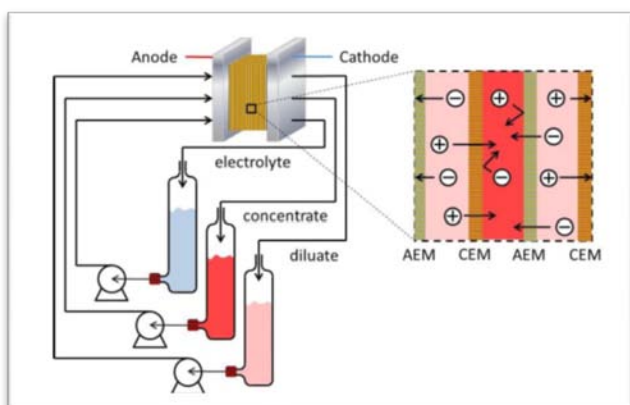 Anode Cathode
electrolyte
concentrate
diluate
AEM CEM AEM CEM